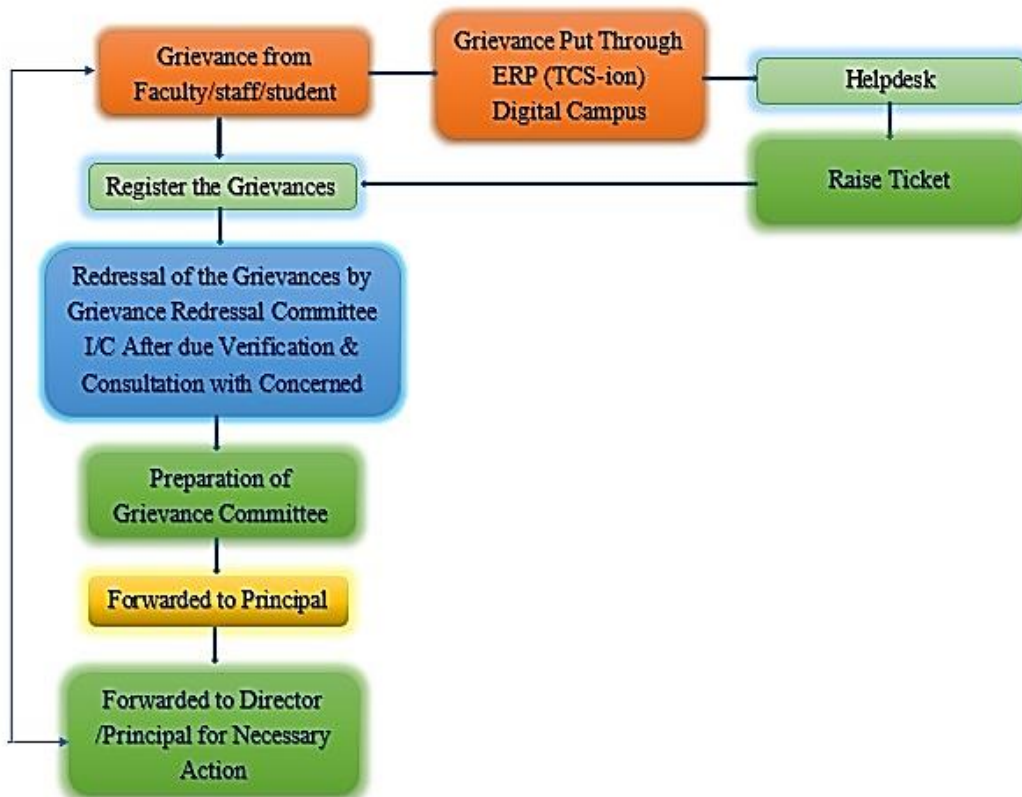 Grievance from
Faculty/staff/student
Grievance Put Through
ERP (TCS-ion)
Digital Campus
Helpdesk
Raise Ticket
Register the Grievances
Redressal of the Grievances by
Grievance Redressal Committee
I/C After due Verification &
Consultation with Concerned
Preparation of
Grievance Committee
Forwarded to Principal
Forwarded to Director
/Principal for Necessary
Action